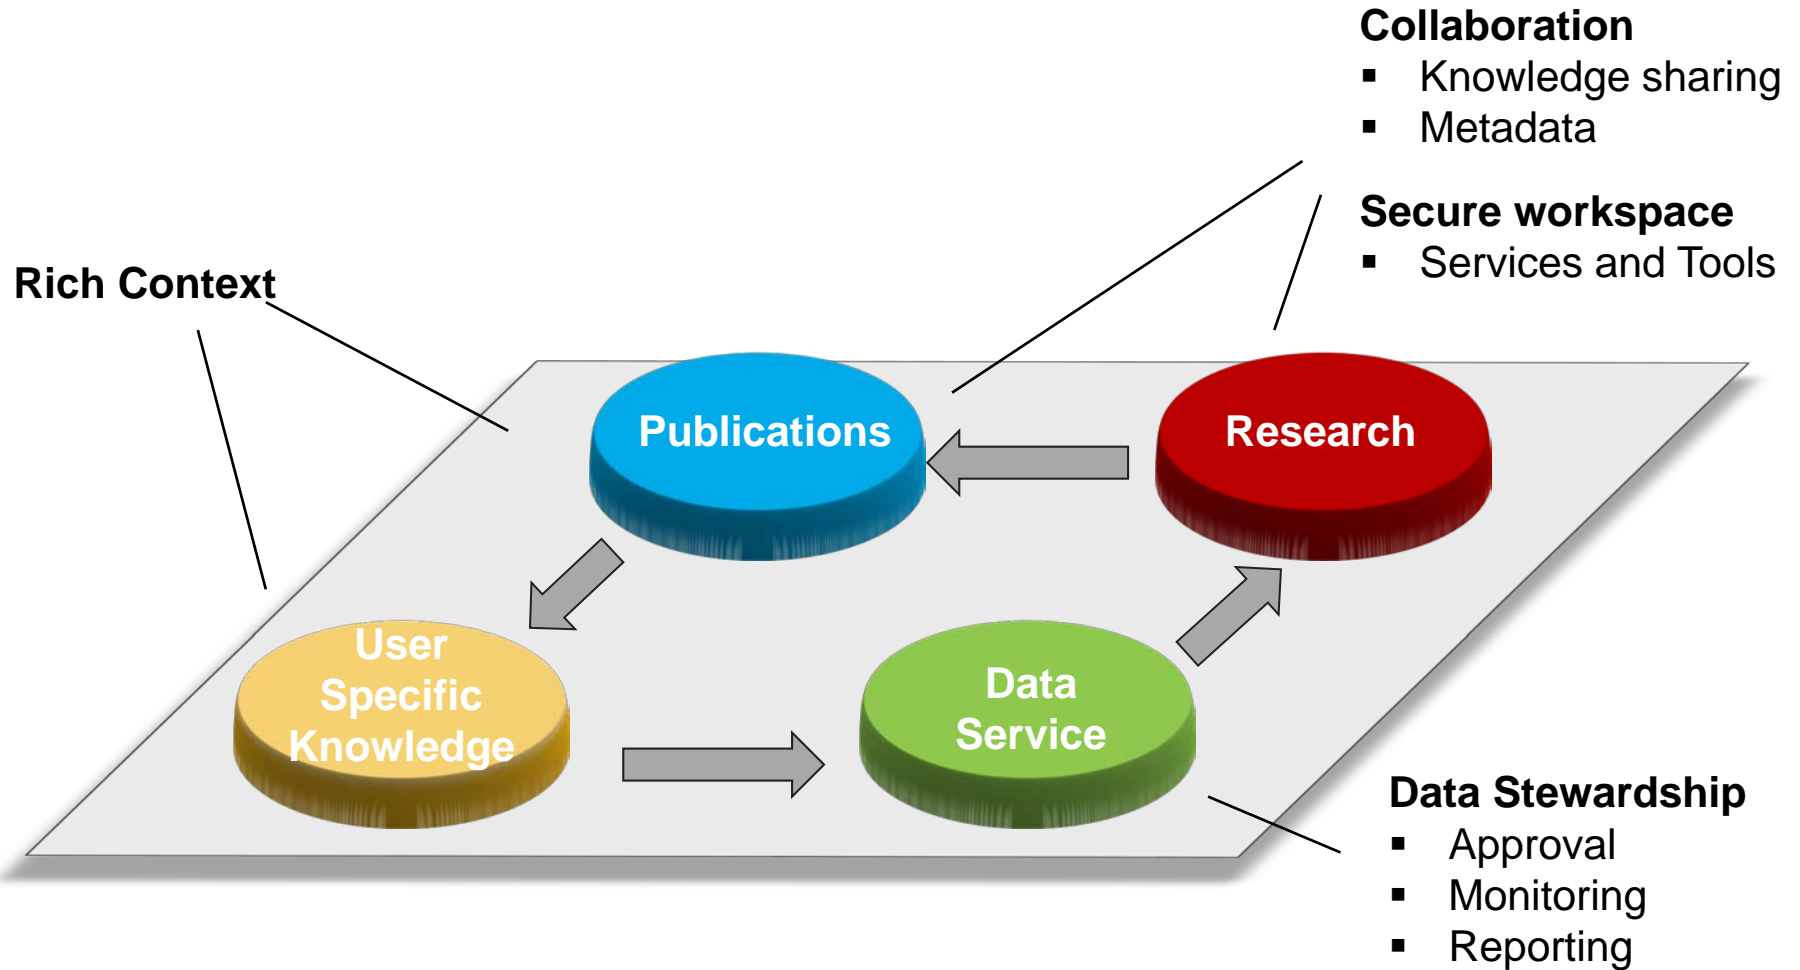 Collaboration
▪ Knowledge sharing
▪ Metadata
Secure workspace
▪ Services and Tools
Rich Context
Publications
Research
User
Specific
Knowledge
Data
Service
Data Stewardship
▪ Approval
▪ Monitoring
▪ Reporting